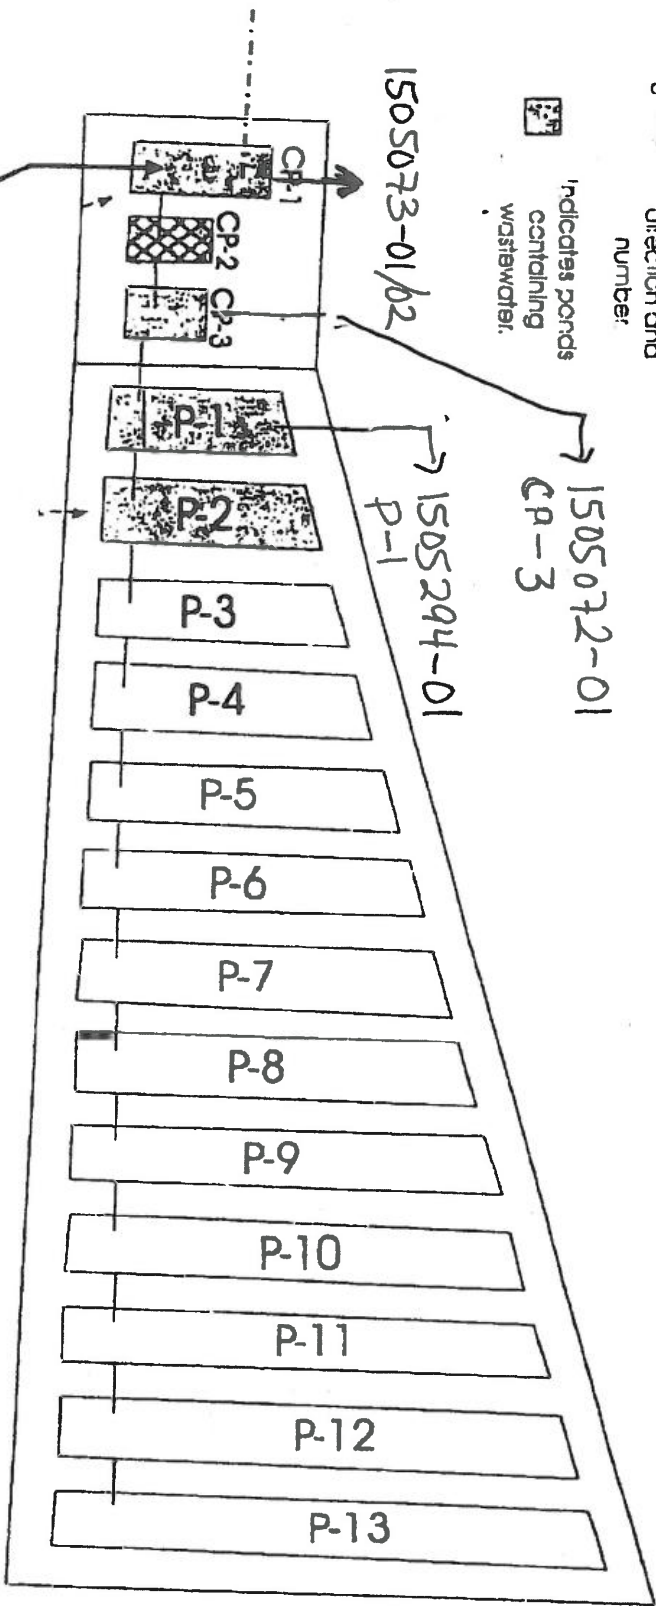 direction and
number
indicates ponds
containing
wastewater.
1505073-01/02
1505072-01
CP-3
1505294-01
P-1
CP-1
CP-2
CP-3
P-1
P-2
P-3
P-4
P-5
P-6
P-7
P-8
P-9
P-10
P-11
P-12
P-13